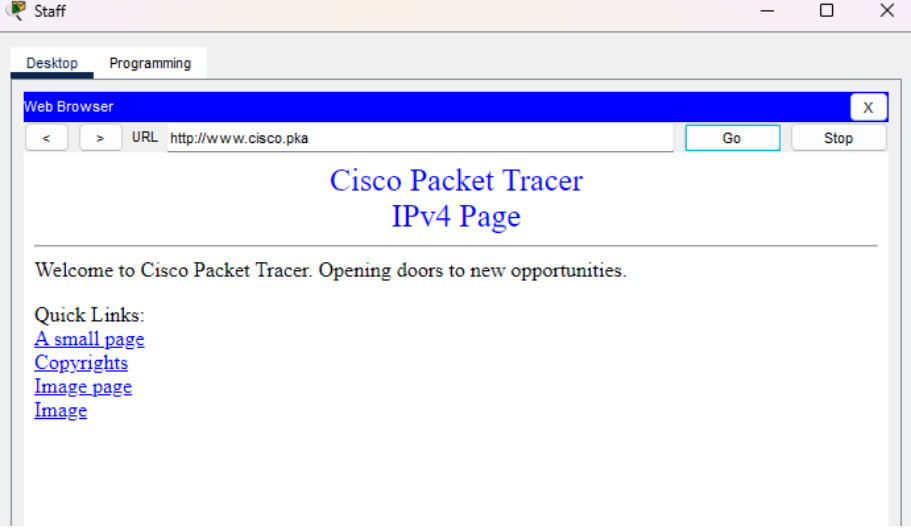 Staff
Desktop Programming
Web Browser X
< > URL http://www.cisco.pka Go Stop
Cisco Packet Tracer
IPv4 Page
Welcome to Cisco Packet Tracer. Opening doors to new opportunities.
Quick Links:
A small page
Copyrights
Image page
Image